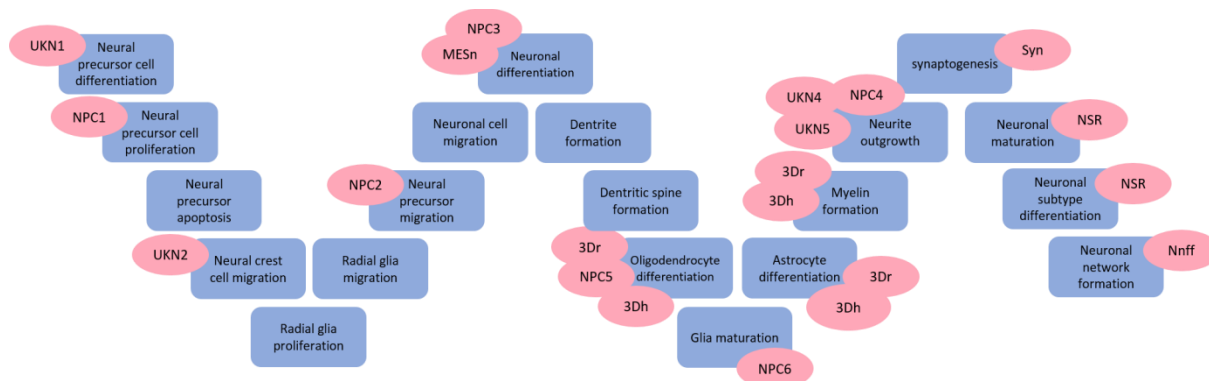 UKN1
Neural
precursor cell
differentiation
NPC1
Neural
precursor cell
proliferation
Neural
precursor
apoptosis
UKN2
Neural crest
cell migration
Radial glia
migration
Radial glia
proliferation
NPC3
MESn
Neuronal
differentiation
Neuronal cell
migration
Dentrite
formation
NPC2
Neural
precursor
migration
Dentritic spine
formation
3Dr
NPC5
3Dh
Oligodendrocyte
differentiation
Astrocyte
differentiation
3Dr
3Dh
Glia maturation
NPC6
synaptogenesis
Syn
UKN4
NPC4
UKN5
Neurite
outgrowth
Neuronal
maturation
NSR
3Dr
3Dh
Myelin
formation
Neuronal
subtype
differentiation
NSR
Neuronal
network
formation
Nnff